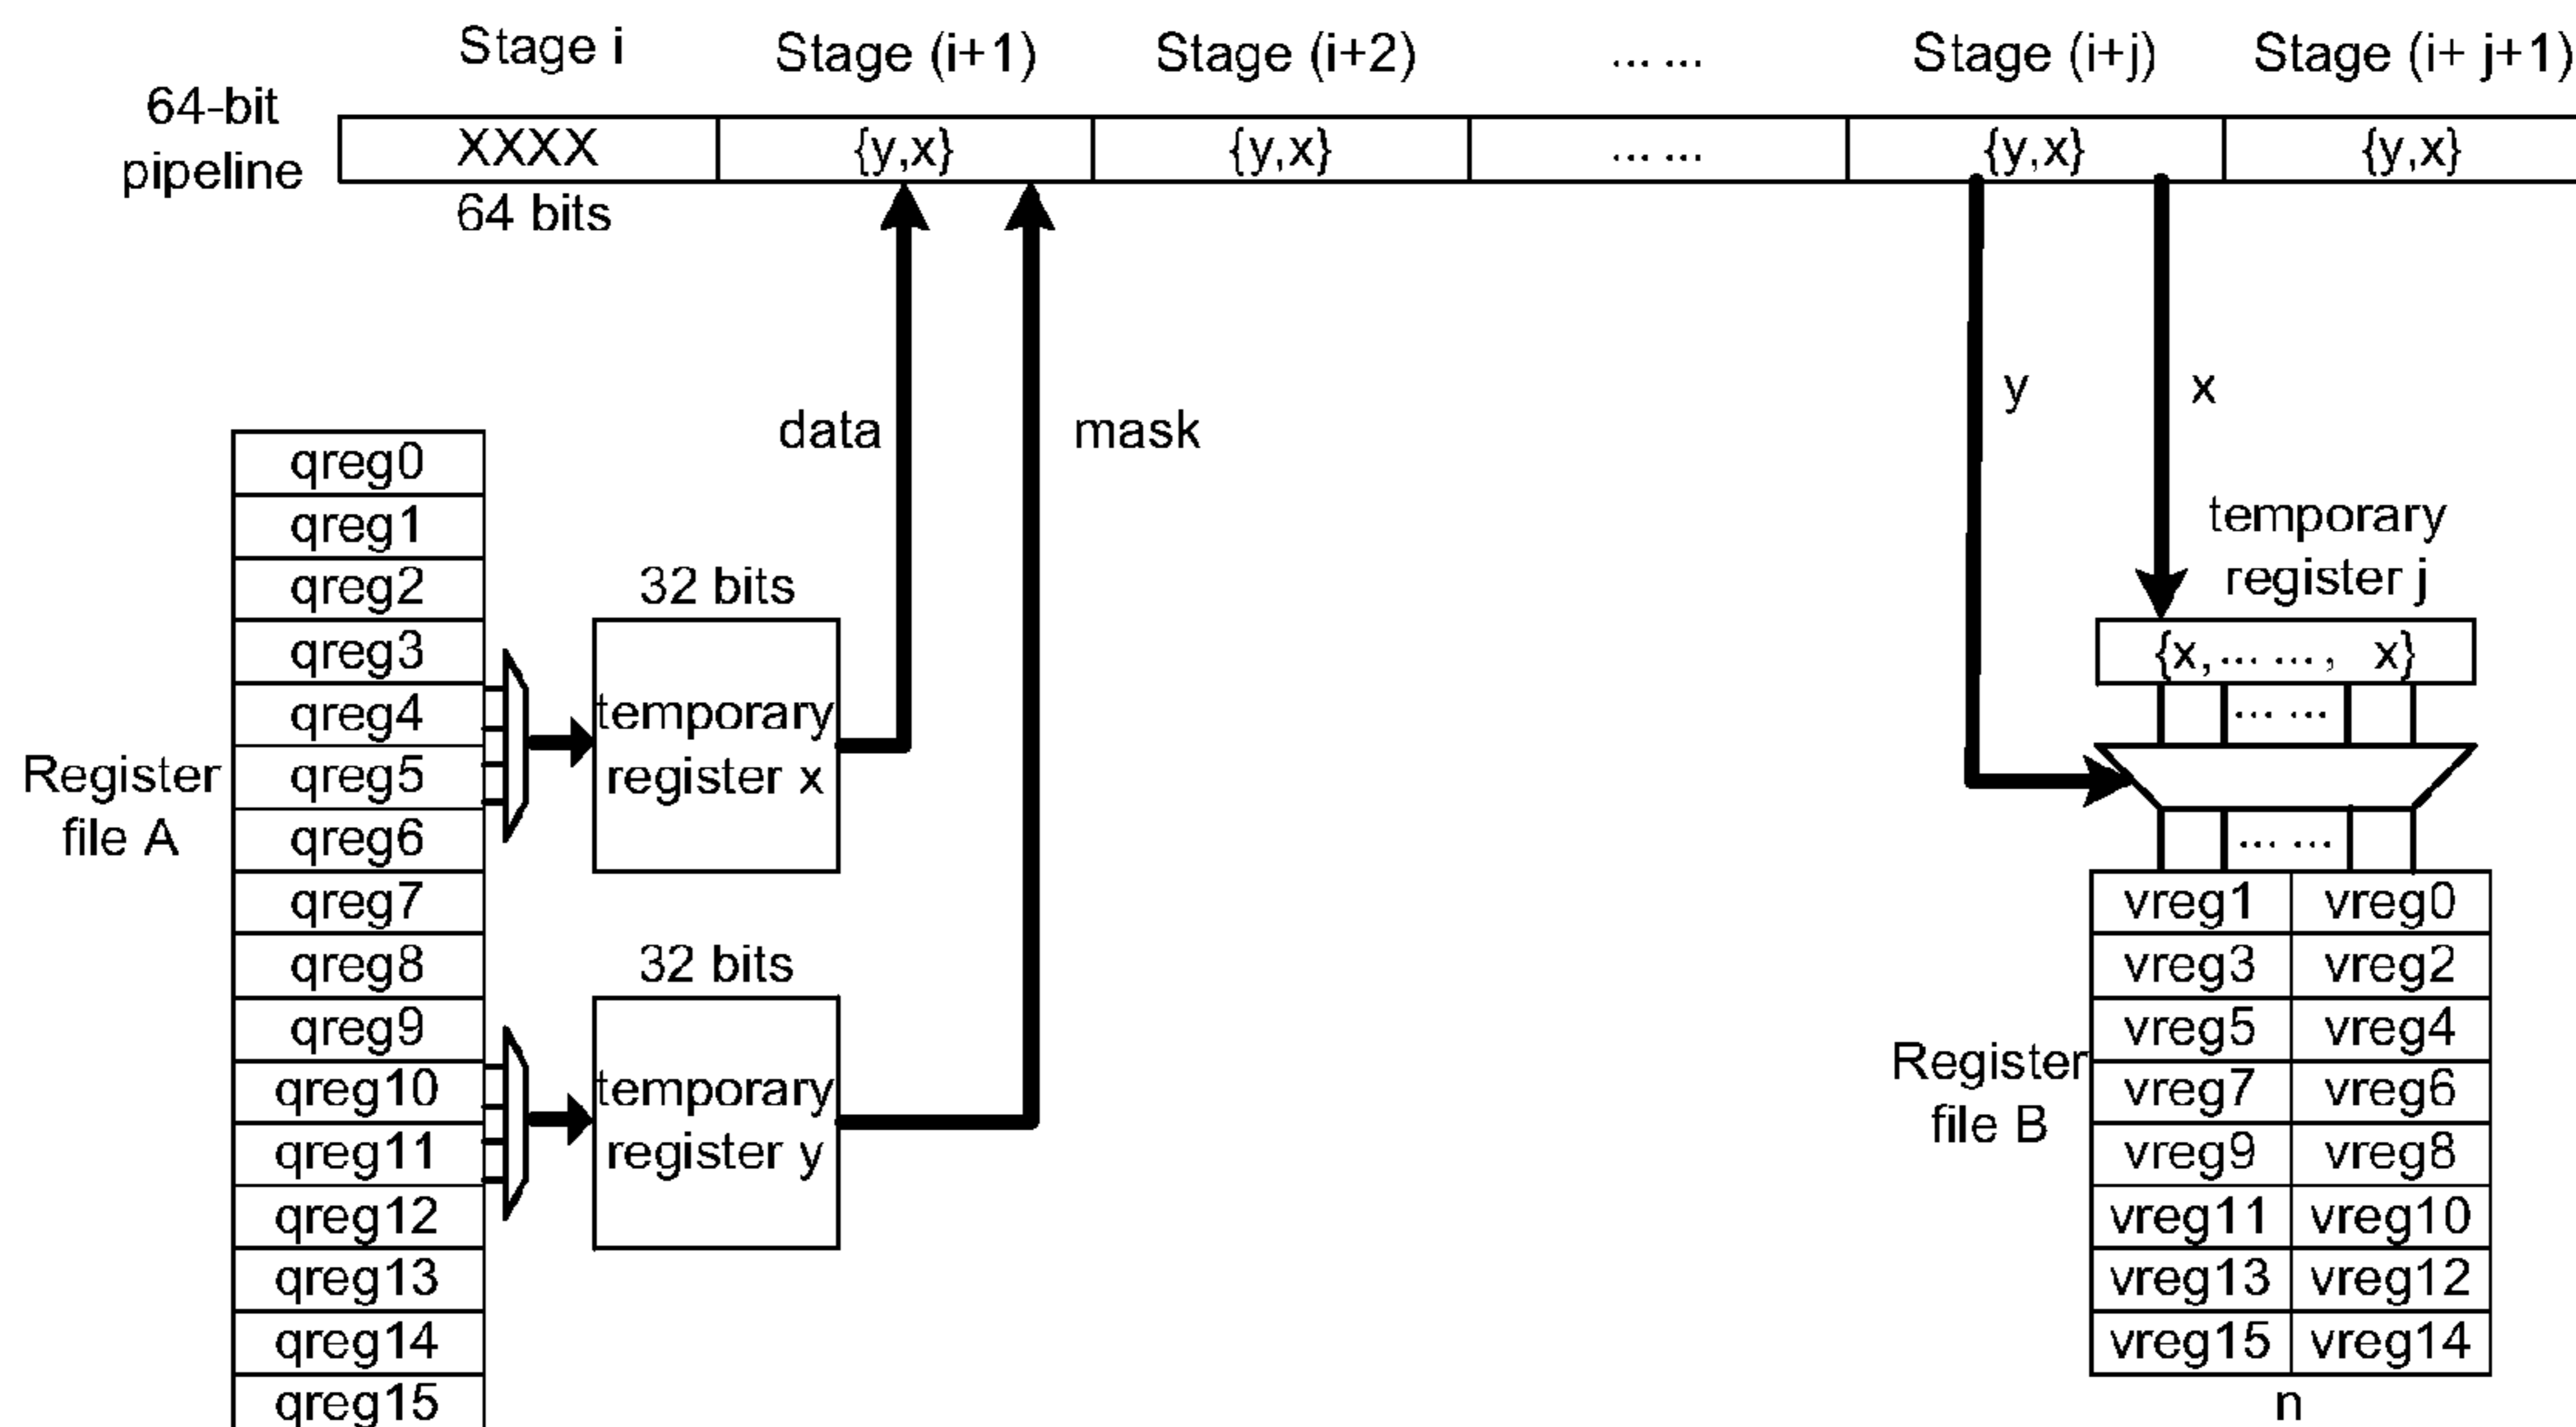 Stage i Stage (i+1) Stage (i+2) ... ... Stage (i+j) Stage (i+ j+1)
64-bit
pipeline
XXXX {y,x} {y,x} ... ... {y,x} {y,x}
64 bits
data mask
y x
temporary
register j
{x,... ..., x}
... ...
... ...
Register
file A
qreg0
qreg1
qreg2
qreg3
qreg4
qreg5
qreg6
qreg7
qreg8
qreg9
qreg10
qreg11
qreg12
qreg13
qreg14
qreg15
32 bits
temporary
register x
32 bits
temporary
register y
Register
file B
vreg1 vreg0
vreg3 vreg2
vreg5 vreg4
vreg7 vreg6
vreg9 vreg8
vreg11 vreg10
vreg13 vreg12
vreg15 vreg14
n